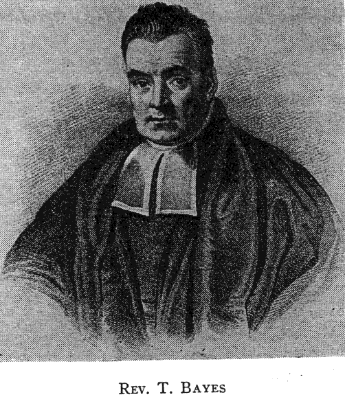 REV. T. BAYES